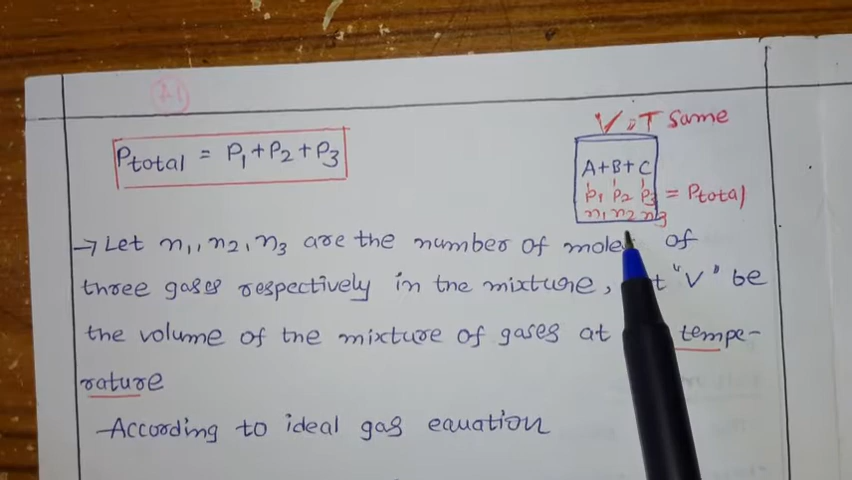 21
V, T Same
Ptotal = P1+P2+P3
A+B+C
P1 P2 P3 = Ptotal
n1 n2 n3
→ Let n1, n2, n3 are the number of moles of
three gases respectively in the mixture, "V" be
the volume of the mixture of gases at tempe-
rature
According to ideal gas equation